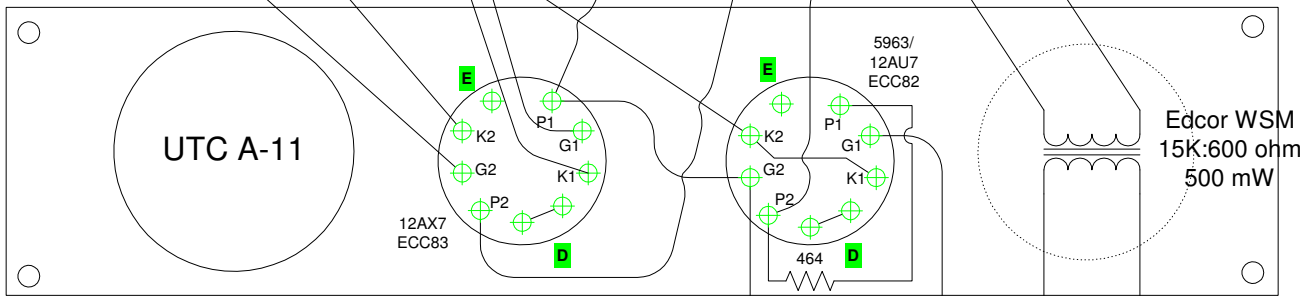 UTC A-11
E
P1
K2
G1
G2
K1
P2
12AX7
ECC83
D
5963/
12AU7
ECC82
E
P1
K2
G1
G2
K1
P2
464
D
Edcor WSM
15K:600 ohm
500 mW